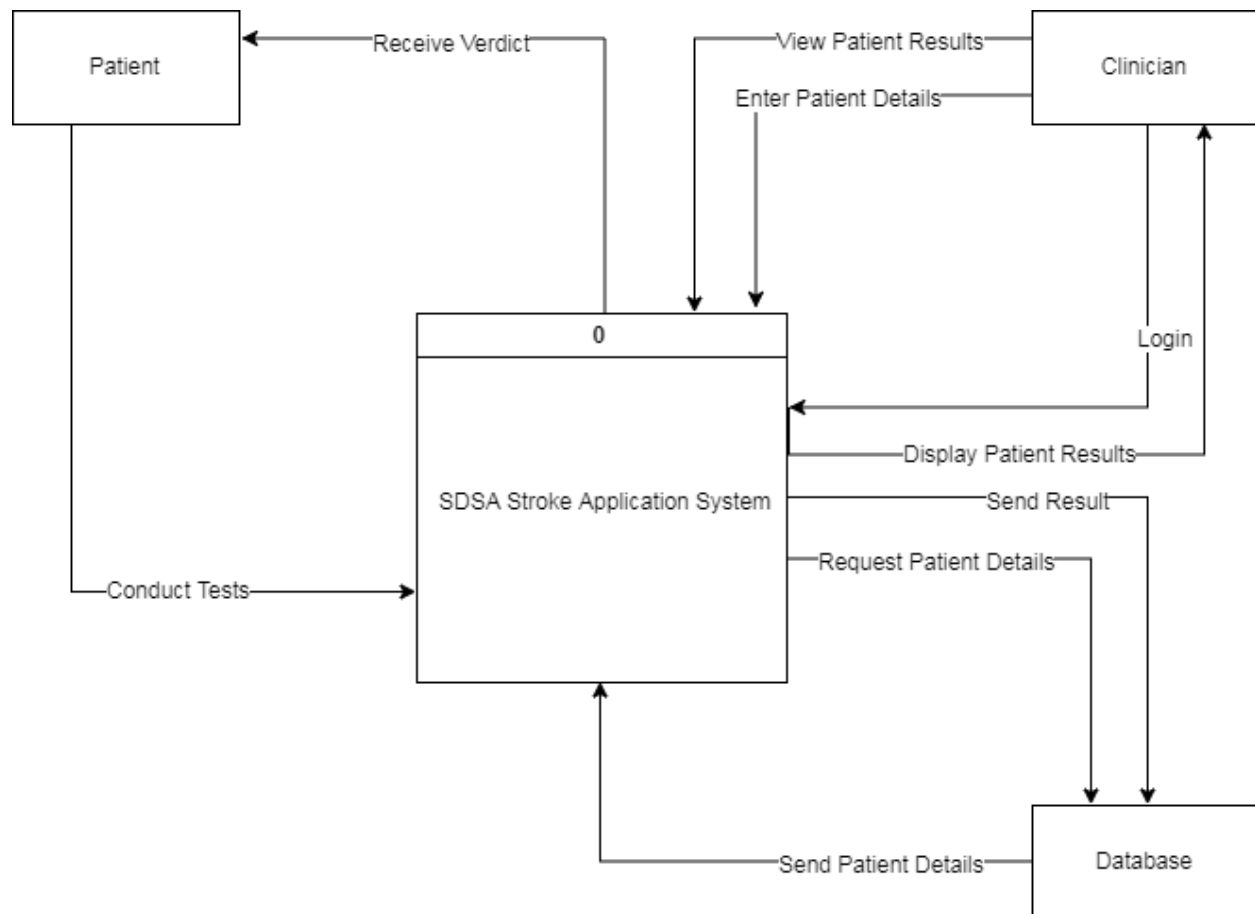 Receive Verdict
View Patient Results
Patient
Clinician
Enter Patient Details
0
Login
Display Patient Results
SDSA Stroke Application System
Send Result
Request Patient Details
Conduct Tests
Send Patient Details
Database